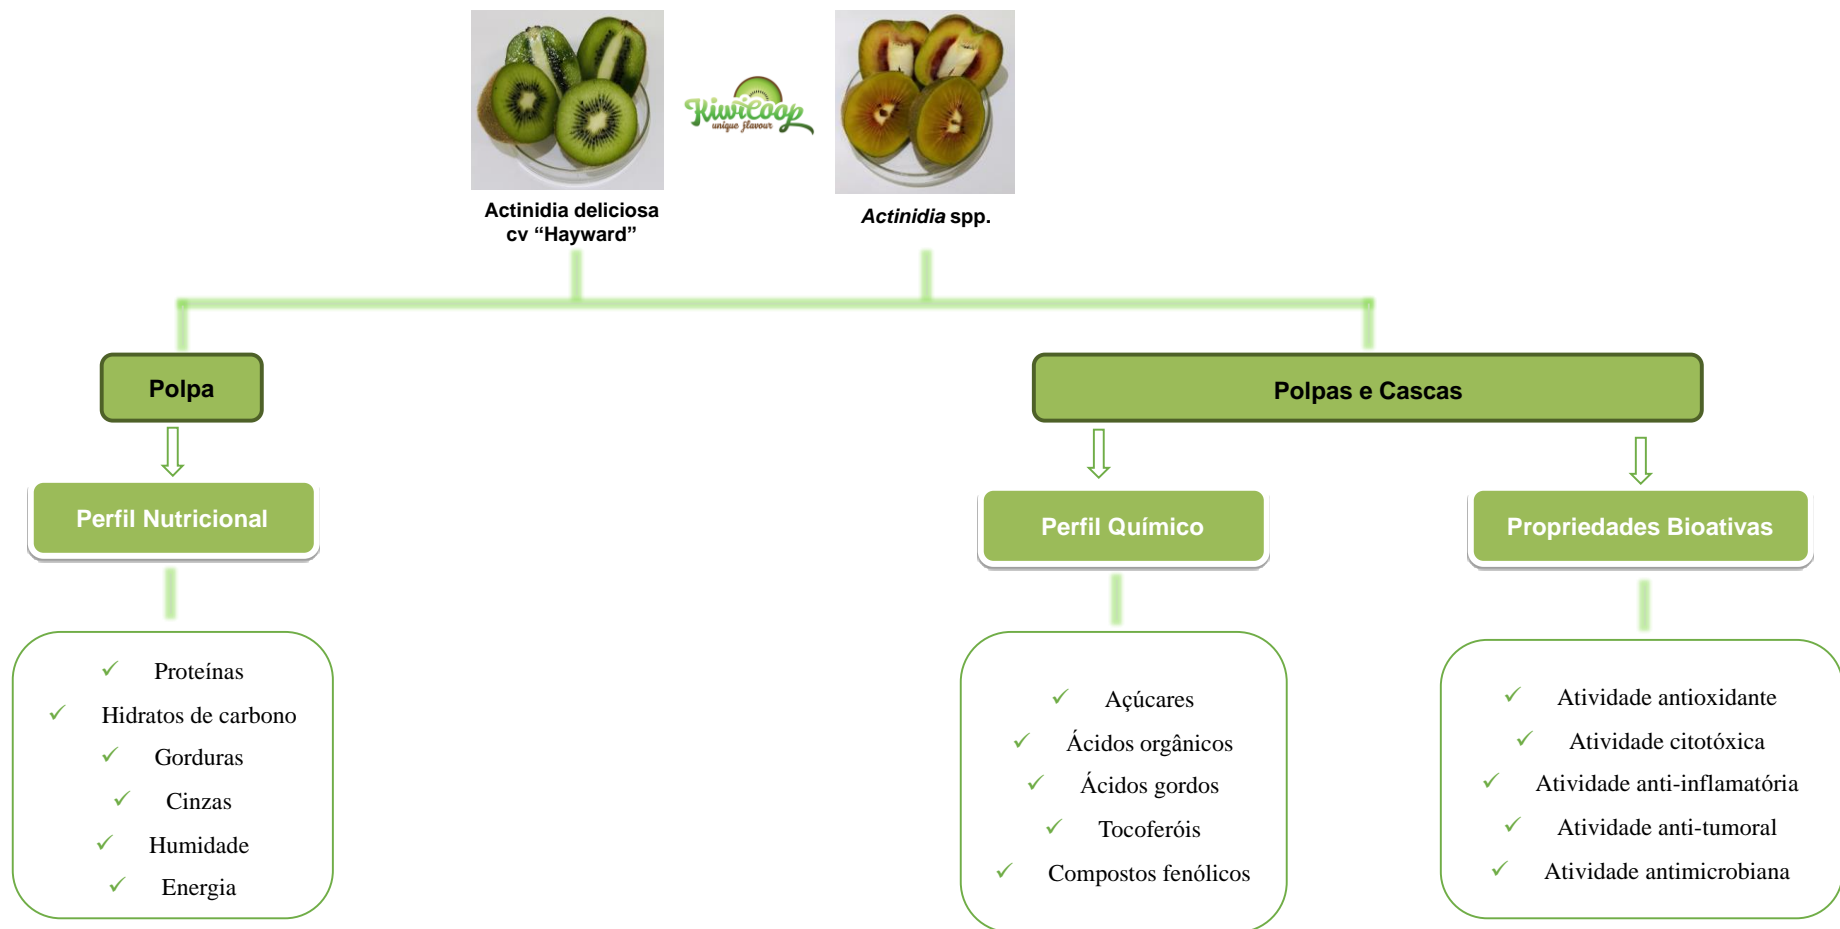 KiwiCoop
unique flavour
Actinidia deliciosa
cv “Hayward”
Actinidia spp.
Polpa
Polpas e Cascas
Perfil Nutricional
Perfil Químico
Propriedades Bioativas
✓ Proteínas
✓ Hidratos de carbono
✓ Gorduras
✓ Cinzas
✓ Humidade
✓ Energia
✓ Açúcares
✓ Ácidos orgânicos
✓ Ácidos gordos
✓ Tocoferóis
✓ Compostos fenólicos
✓ Atividade antioxidante
✓ Atividade citotóxica
✓ Atividade anti-inflamatória
✓ Atividade anti-tumoral
✓ Atividade antimicrobiana